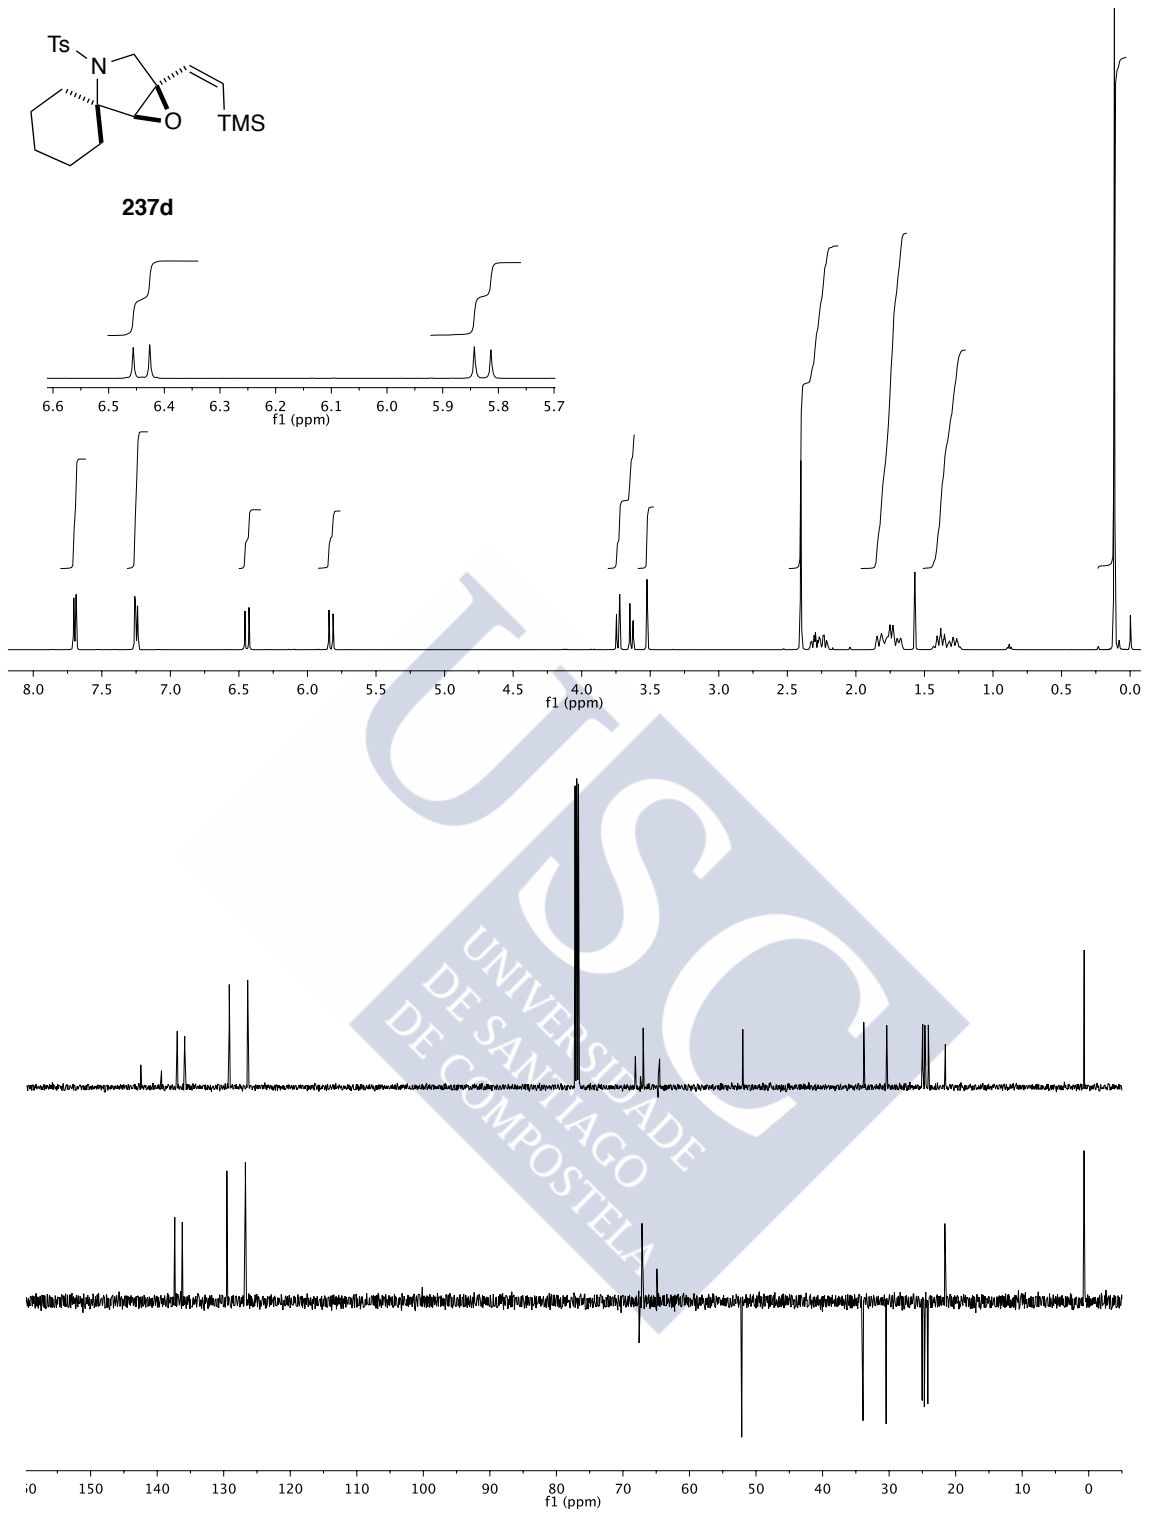 Ts
N
O
TMS
237d
6.6 6.5 6.4 6.3 6.2 6.1 6.0 5.9 5.8 5.7
f1 (ppm)
8.0 7.5 7.0 6.5 6.0 5.5 5.0 4.5 4.0 3.5 3.0 2.5 2.0 1.5 1.0 0.5 0.0
f1 (ppm)
USC
UNIVERSIDADE
DE SANTIAGO
DE COMPOSTELA
150 140 130 120 110 100 90 80 70 60 50 40 30 20 10 0
f1 (ppm)